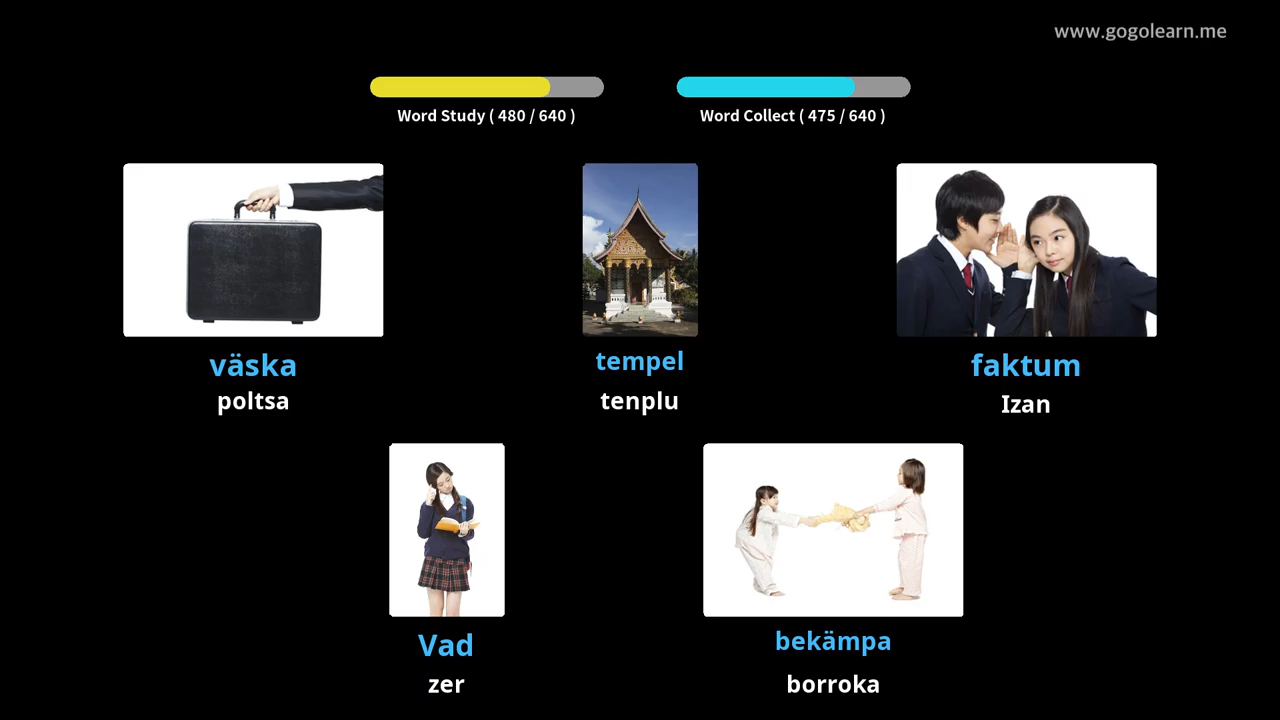 www.gogolearn.me
Word Study ( 480 / 640 )
Word Collect ( 475 / 640 )
väska
poltsa
tempel
tenplu
faktum
Izan
Vad
zer
bekämpa
borroka